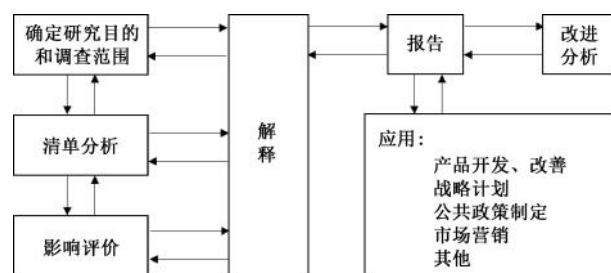 确定研究目的
和调查范围
清单分析
影响评价
解
释
报告
改进
分析
应用：
产品开发、改善
战略计划
公共政策制定
市场营销
其他